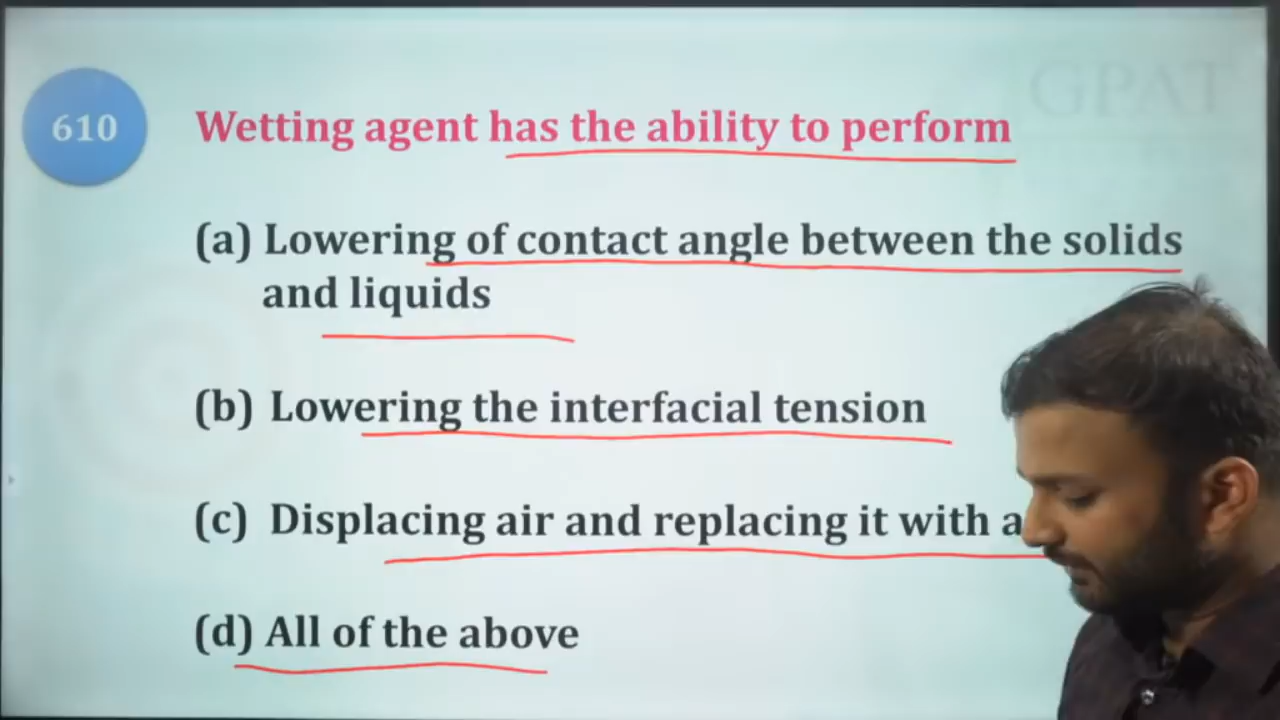 GPAT
610
Wetting agent has the ability to perform
(a) Lowering of contact angle between the solids
and liquids
(b) Lowering the interfacial tension
(c) Displacing air and replacing it with a
(d) All of the above